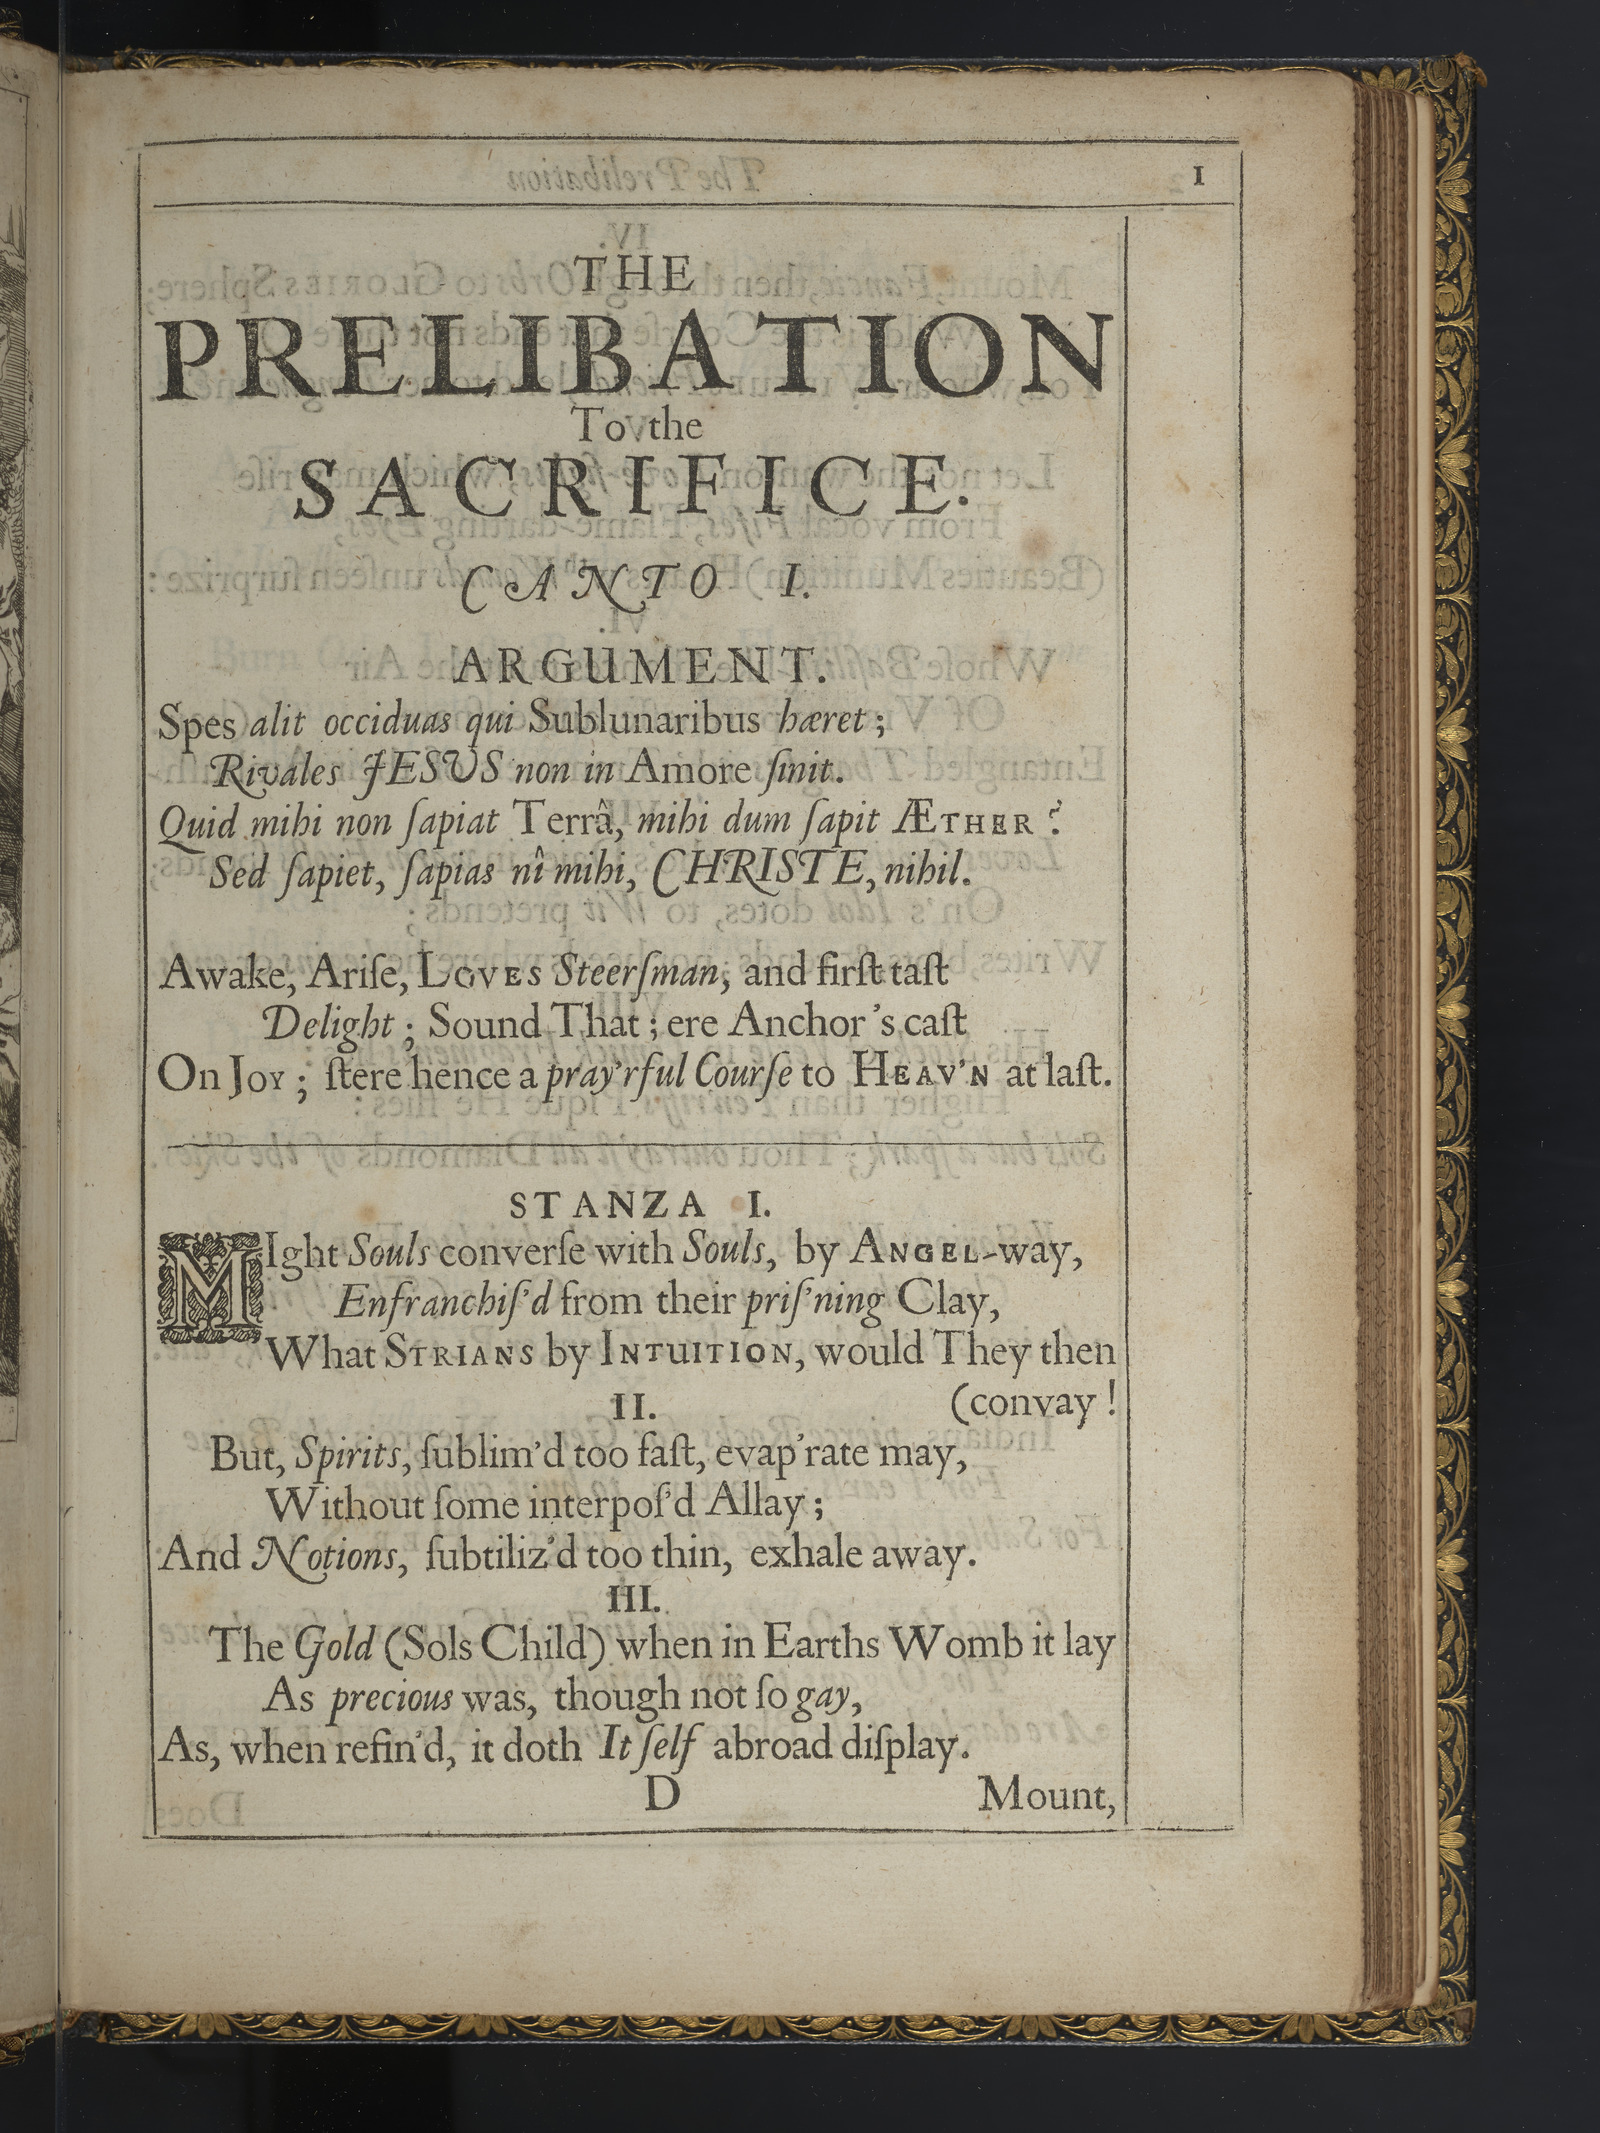 1
THE
PRELIBATION
To the
SACRIFICE.
CANTO I.
ARGUMENT.
Spes alit occiduas qui Sublunaribus hæret;
Rivales JESUS non in Amore ſinit.
Quid mihi non ſapiat Terrâ, mihi dum ſapit ÆTHER?
Sed ſapiet, ſapias nî mihi, CHRISTE, nihil.
Awake, Ariſe, LOVES Steerſman, and firſt taſt
Delight; Sound That; ere Anchor's caſt
On JOY; ſtere hence a pray'rful Courſe to HEAV'N at laſt.
STANZA I.
MIght Souls converſe with Souls, by ANGEL-way,
Enfranchiſ'd from their priſ'ning Clay,
What STRIANS by INTUITION, would They then
(convay!
II.
But, Spirits, ſublim'd too faſt, evap'rate may,
Without ſome interpoſ'd Allay;
And Notions, ſubtiliz'd too thin, exhale away.
III.
The Gold (Sols Child) when in Earths Womb it lay
As precious was, though not ſo gay,
As, when refin'd, it doth It ſelf abroad diſplay.
D Mount,